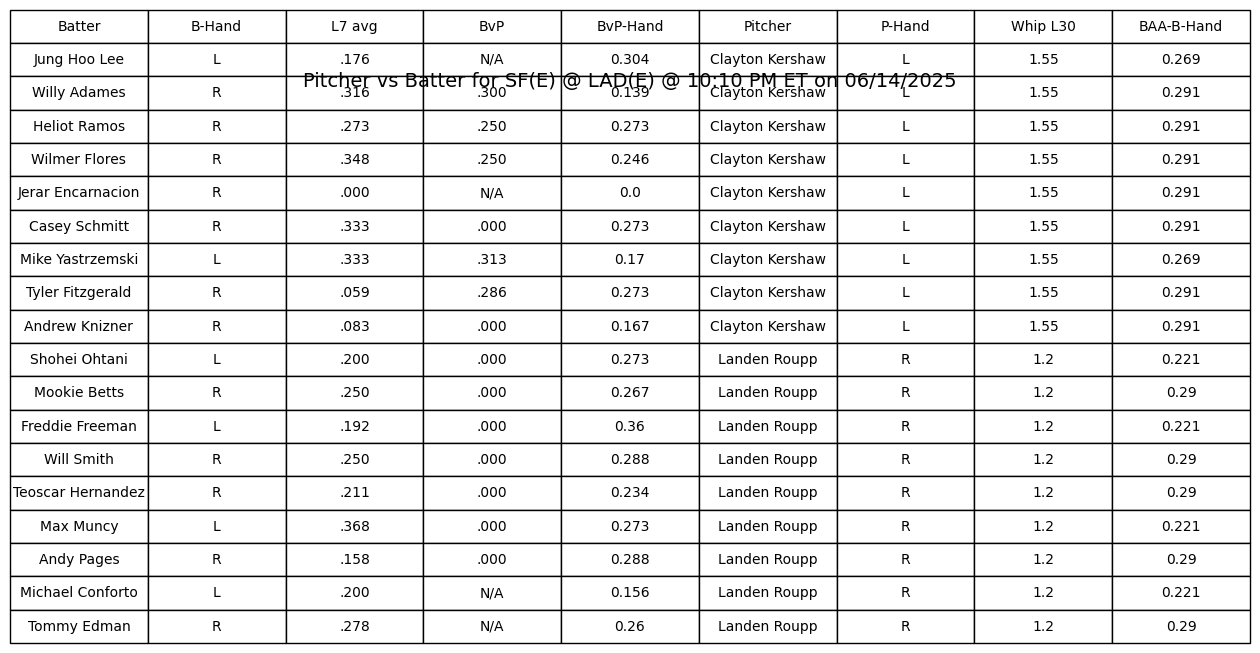 Batter B-Hand L7 avg BvP BvP-Hand Pitcher P-Hand Whip L30 BAA-B-Hand
Jung Hoo Lee L .176 N/A 0.304 Clayton Kershaw L 1.55 0.269
Pitcher vs Batter for SF(E) @ LAD(E) @ 10:10 PM ET on 06/14/2025
Willy Adames R .316 .300 0.139 Clayton Kershaw L 1.55 0.291
Heliot Ramos R .273 .250 0.273 Clayton Kershaw L 1.55 0.291
Wilmer Flores R .348 .250 0.246 Clayton Kershaw L 1.55 0.291
Jerar Encarnacion R .000 N/A 0.0 Clayton Kershaw L 1.55 0.291
Casey Schmitt R .333 .000 0.273 Clayton Kershaw L 1.55 0.291
Mike Yastrzemski L .333 .313 0.17 Clayton Kershaw L 1.55 0.269
Tyler Fitzgerald R .059 .286 0.273 Clayton Kershaw L 1.55 0.291
Andrew Knizner R .083 .000 0.167 Clayton Kershaw L 1.55 0.291
Shohei Ohtani L .200 .000 0.273 Landen Roupp R 1.2 0.221
Mookie Betts R .250 .000 0.267 Landen Roupp R 1.2 0.29
Freddie Freeman L .192 .000 0.36 Landen Roupp R 1.2 0.221
Will Smith R .250 .000 0.288 Landen Roupp R 1.2 0.29
Teoscar Hernandez R .211 .000 0.234 Landen Roupp R 1.2 0.29
Max Muncy L .368 .000 0.273 Landen Roupp R 1.2 0.221
Andy Pages R .158 .000 0.288 Landen Roupp R 1.2 0.29
Michael Conforto L .200 N/A 0.156 Landen Roupp R 1.2 0.221
Tommy Edman R .278 N/A 0.26 Landen Roupp R 1.2 0.29